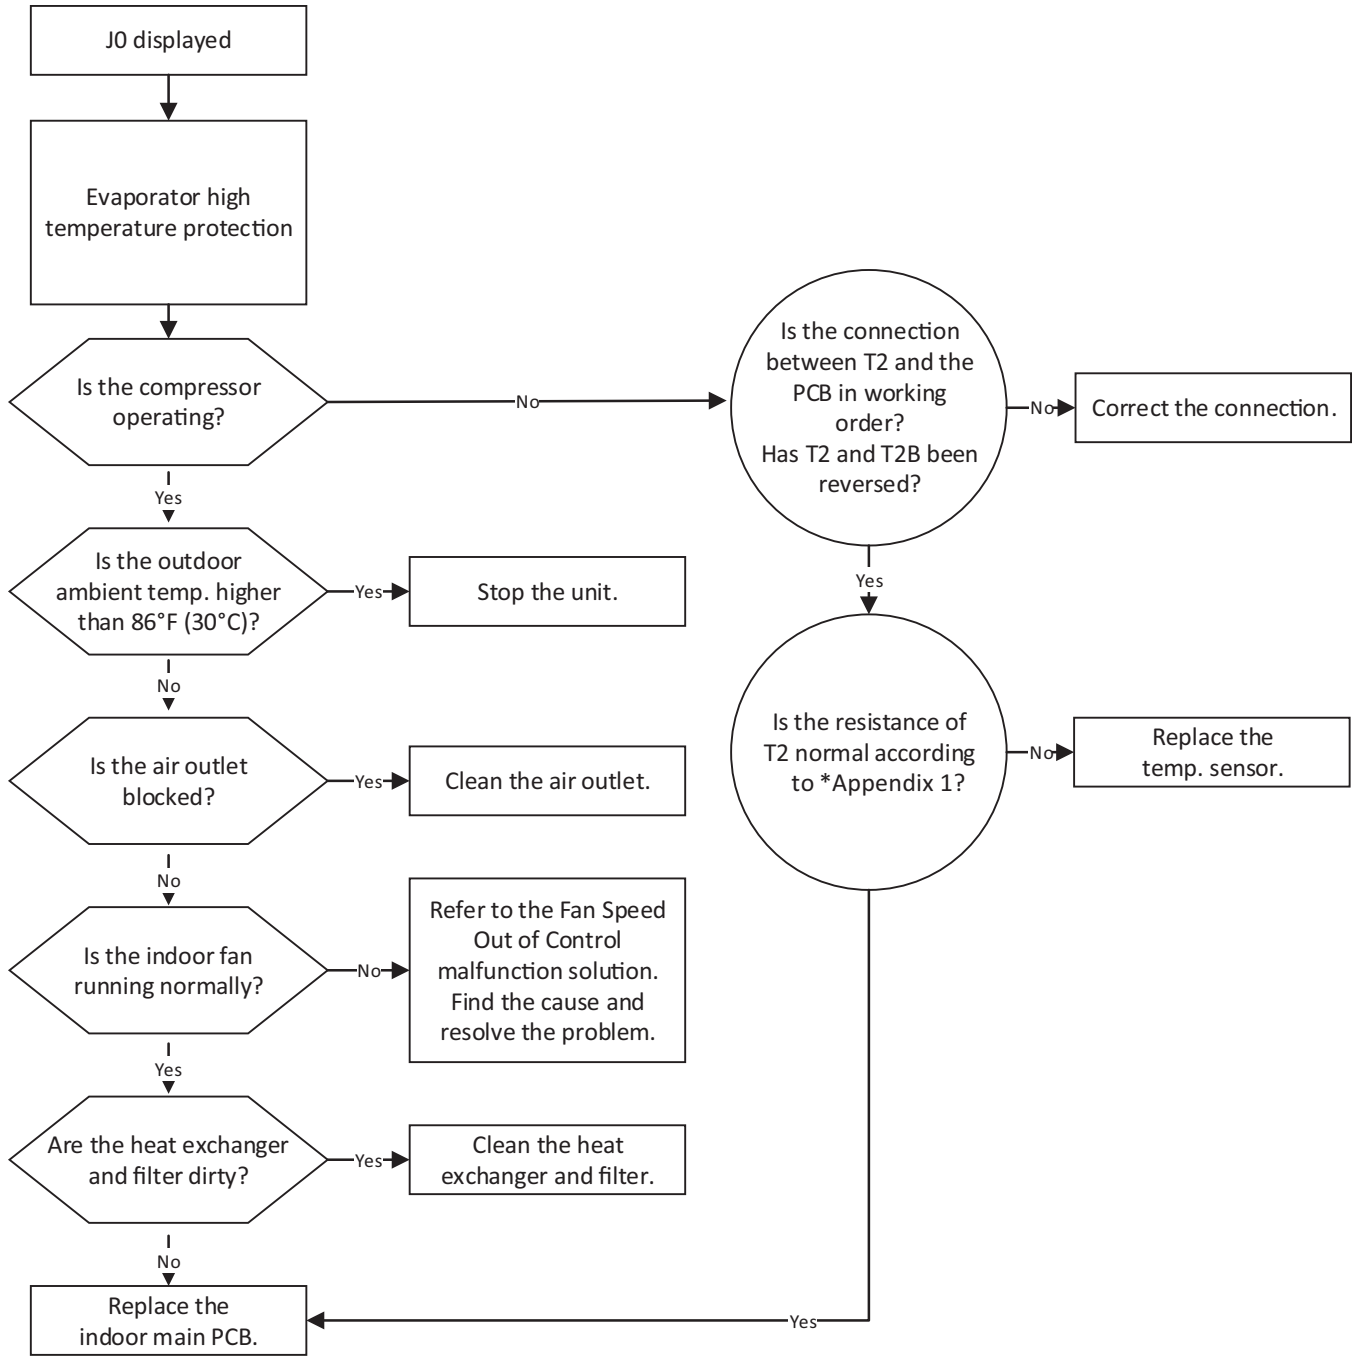 J0 displayed
Evaporator high
temperature protection
Is the compressor
operating?
No
Is the connection
between T2 and the
PCB in working
order?
Has T2 and T2B been
reversed?
No
Correct the connection.
Yes
Is the outdoor
ambient temp. higher
than 86°F (30°C)?
Yes
Stop the unit.
Yes
No
Is the air outlet
blocked?
Yes
Clean the air outlet.
Is the resistance of
T2 normal according
to *Appendix 1?
No
Replace the
temp. sensor.
No
Is the indoor fan
running normally?
No
Refer to the Fan Speed
Out of Control
malfunction solution.
Find the cause and
resolve the problem.
Yes
Are the heat exchanger
and filter dirty?
Yes
Clean the heat
exchanger and filter.
No
Replace the
indoor main PCB.
Yes